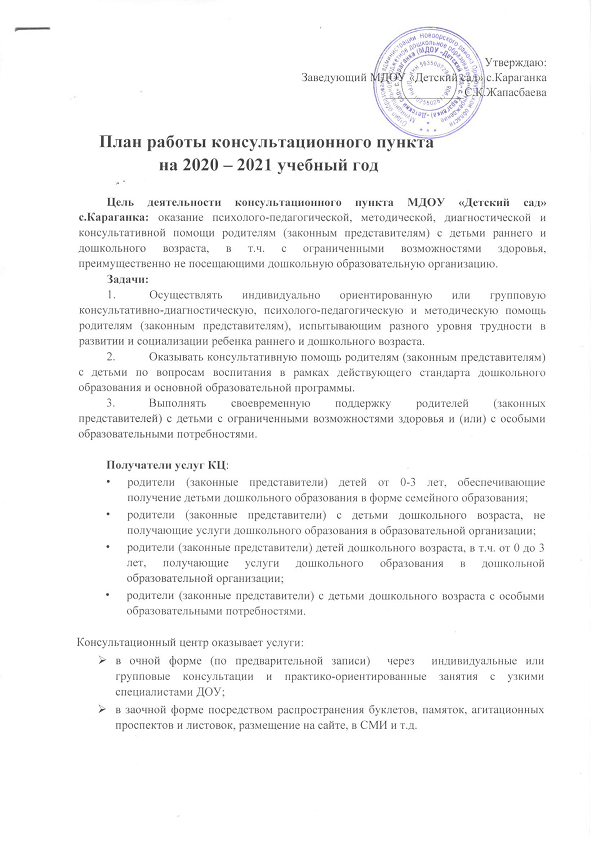 Утверждаю:
Заведующий МДОУ «Детский сад» с.Караганка
С.К.Жапасбаева
План работы консультационного пункта
на 2020 – 2021 учебный год
Цель деятельности консультационного пункта МДОУ «Детский сад»
с.Караганка: оказание психолого-педагогической, методической, диагностической и
консультативной помощи родителям (законным представителям) с детьми раннего и
дошкольного возраста, в т.ч. с ограниченными возможностями здоровья,
преимущественно не посещающими дошкольную образовательную организацию.
Задачи:
1. Осуществлять индивидуально ориентированную или групповую
консультативно-диагностическую, психолого-педагогическую и методическую помощь
родителям (законным представителям), испытывающим разного уровня трудности в
развитии и социализации ребенка раннего и дошкольного возраста.
2. Оказывать консультативную помощь родителям (законным представителям)
с детьми по вопросам воспитания в рамках действующего стандарта дошкольного
образования и основной образовательной программы.
3. Выполнять своевременную поддержку родителей (законных
представителей) с детьми с ограниченными возможностями здоровья и (или) с особыми
образовательными потребностями.
Получатели услуг КЦ:
• родители (законные представители) детей от 0-3 лет, обеспечивающие
получение детьми дошкольного образования в форме семейного образования;
• родители (законные представители) с детьми дошкольного возраста, не
получающие услуги дошкольного образования в образовательной организации;
• родители (законные представители) детей дошкольного возраста, в т.ч. от 0 до 3
лет, получающие услуги дошкольного образования в дошкольной
образовательной организации;
• родители (законные представители) с детьми дошкольного возраста с особыми
образовательными потребностями.
Консультационный центр оказывает услуги:
➢ в очной форме (по предварительной записи) через индивидуальные или
групповые консультации и практико-ориентированные занятия с узкими
специалистами ДОУ;
➢ в заочной форме посредством распространения буклетов, памяток, агитационных
проспектов и листовок, размещение на сайте, в СМИ и т.д.